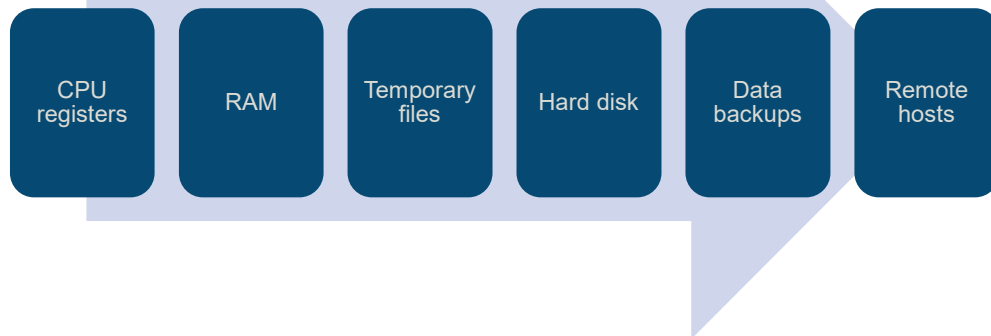 CPU
registers
RAM
Temporary
files
Hard disk
Data
backups
Remote
hosts